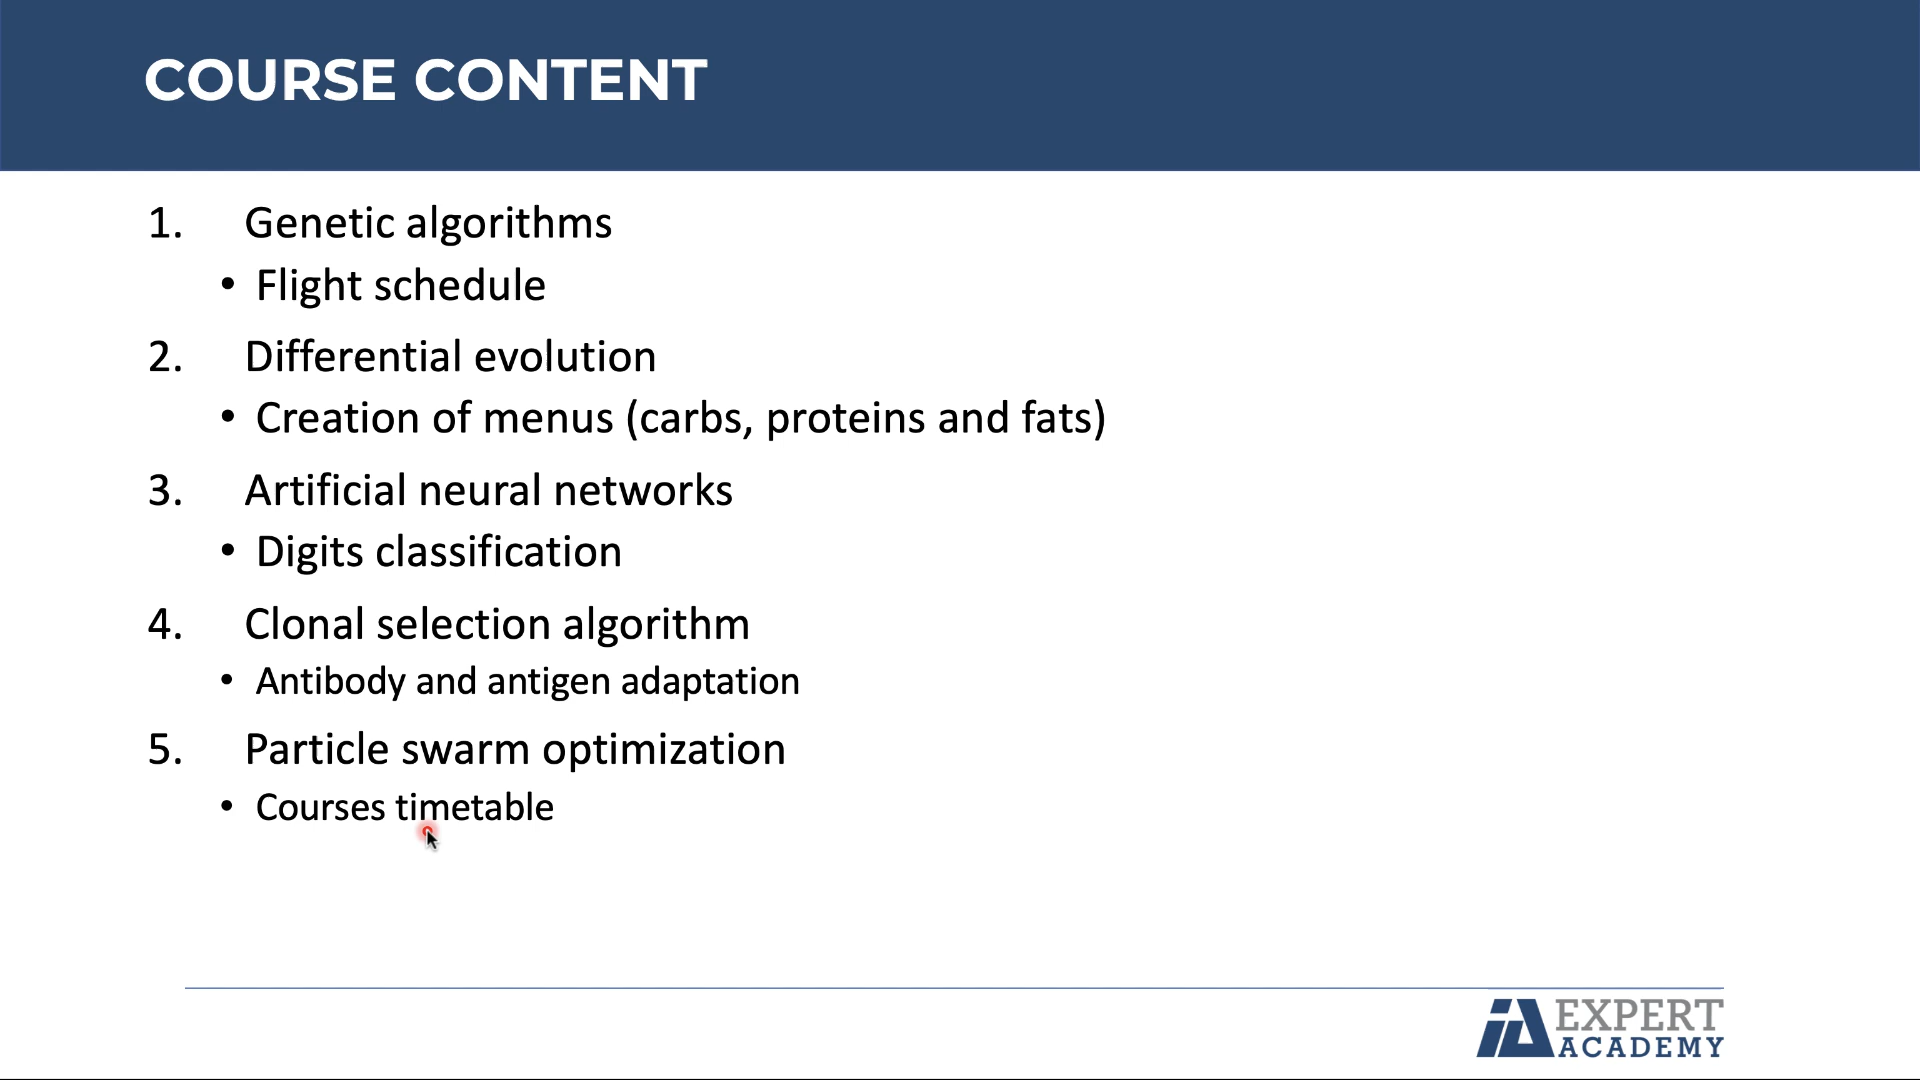 COURSE CONTENT
1. Genetic algorithms
• Flight schedule
2. Differential evolution
• Creation of menus (carbs, proteins and fats)
3. Artificial neural networks
• Digits classification
4. Clonal selection algorithm
• Antibody and antigen adaptation
5. Particle swarm optimization
• Courses timetable
IA EXPERT
ACADEMY